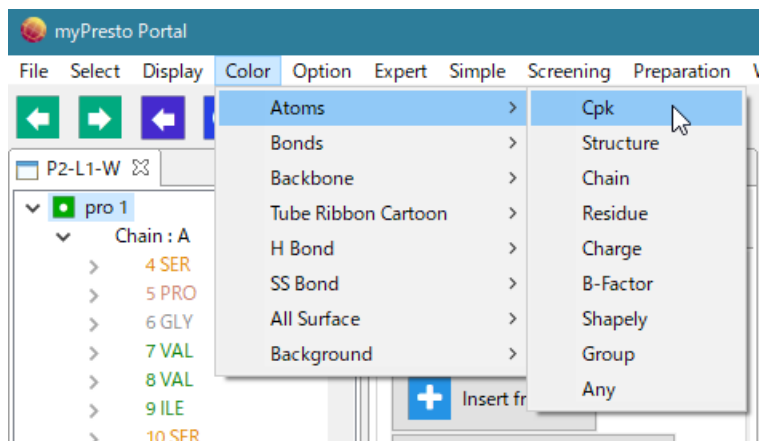 myPresto Portal
File Select Display Color Option Expert Simple Screening Preparation
Atoms
Cpk
Bonds
Structure
Backbone
Chain
Tube Ribbon Cartoon
Residue
H Bond
Charge
SS Bond
B-Factor
All Surface
Shapely
Background
Group
Any
P2-L1-W
pro 1
Chain : A
4 SER
5 PRO
6 GLY
7 VAL
8 VAL
9 ILE
10 SER
Insert